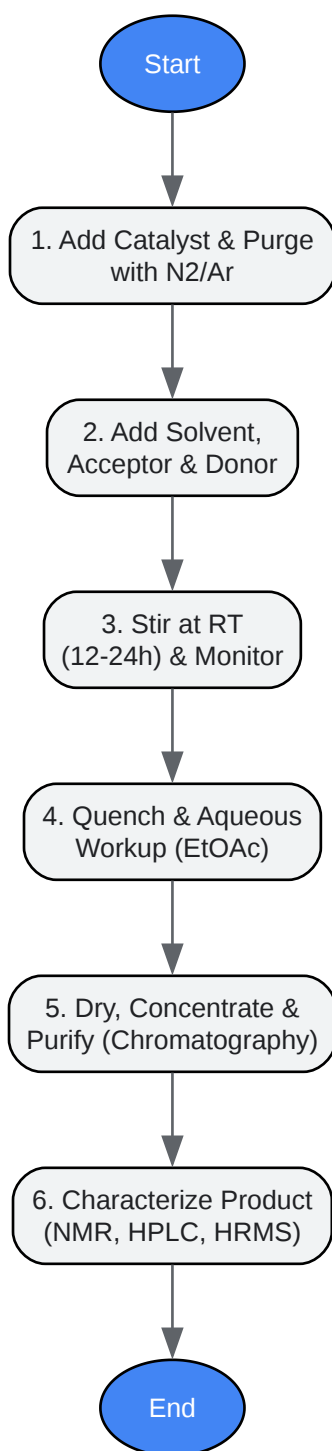 Start
1. Add Catalyst & Purge
with N2/Ar
2. Add Solvent,
Acceptor & Donor
3. Stir at RT
(12-24h) & Monitor
4. Quench & Aqueous
Workup (EtOAc)
5. Dry, Concentrate &
Purify (Chromatography)
6. Characterize Product
(NMR, HPLC, HRMS)
End